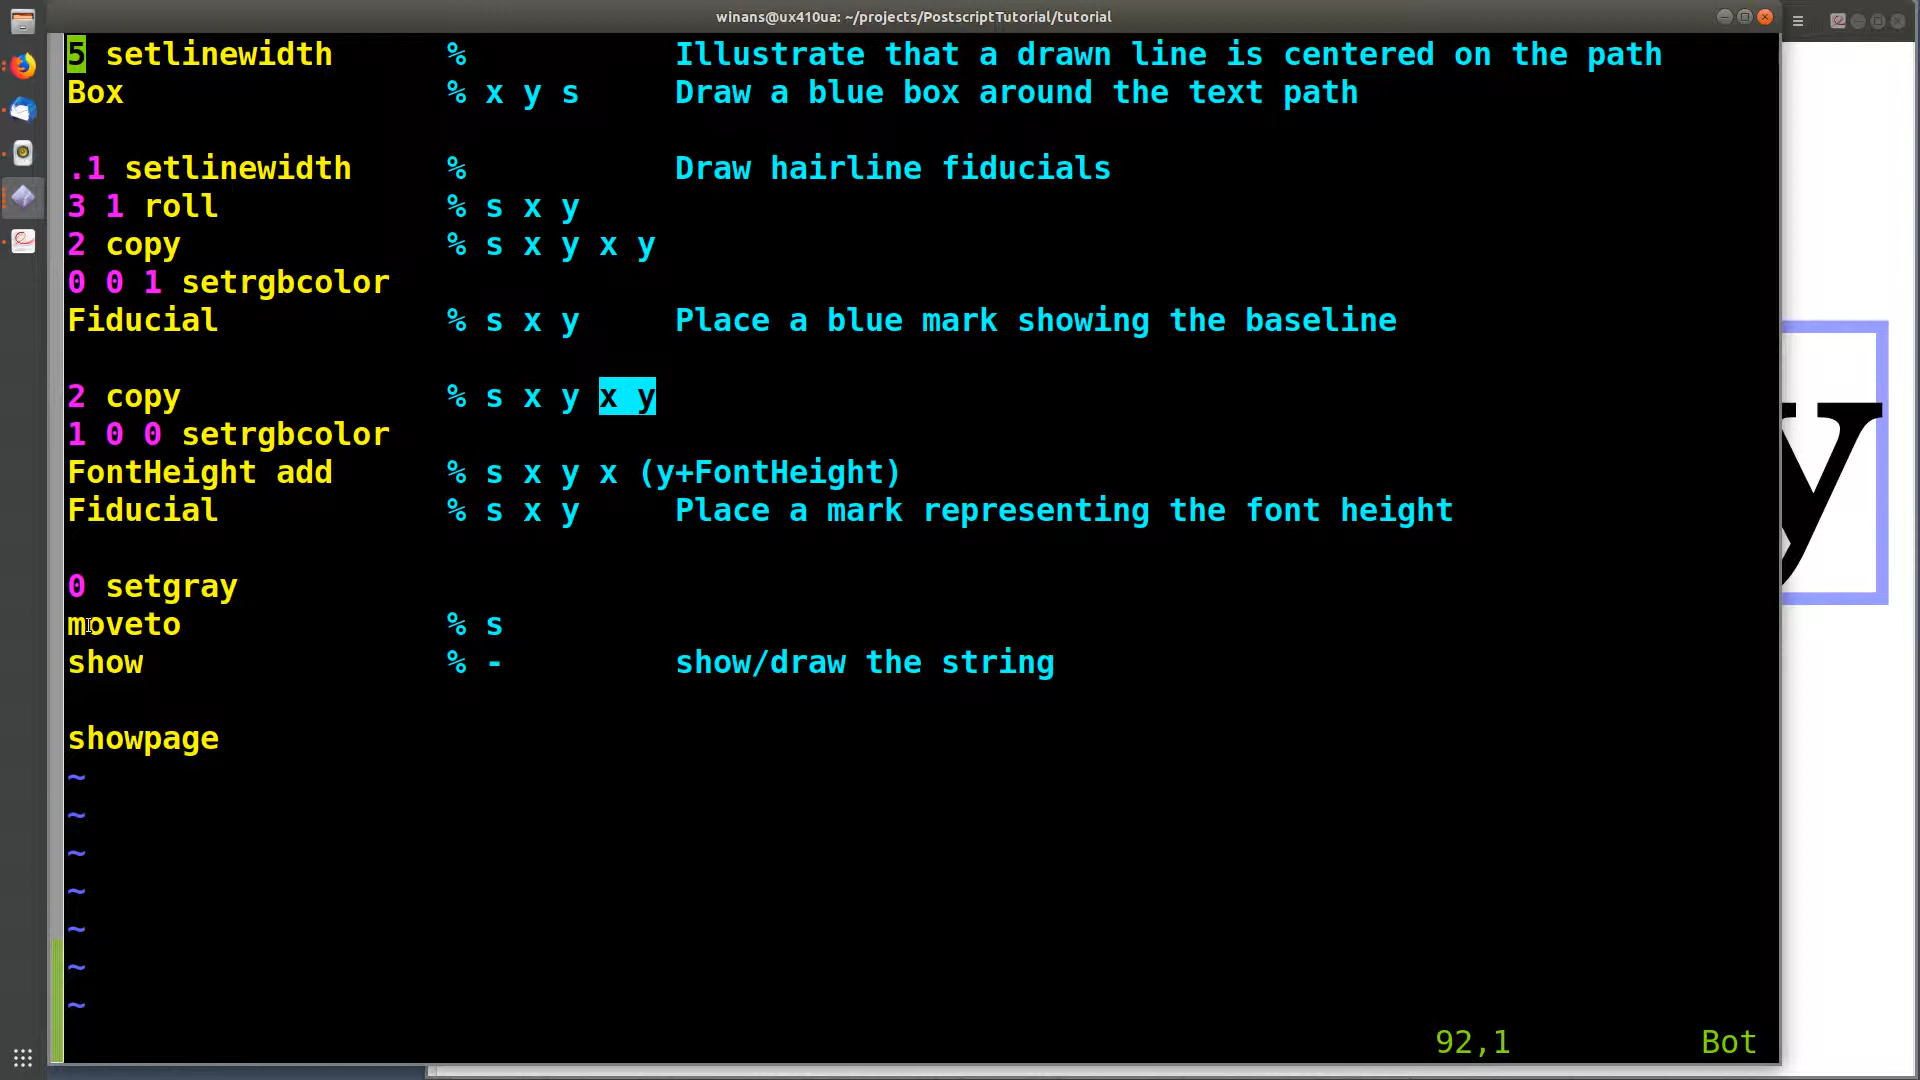 winans@ux410ua: ~/projects/PostscriptTutorial/tutorial
5 setlinewidth % Illustrate that a drawn line is centered on the path
Box % x y s Draw a blue box around the text path
.1 setlinewidth % Draw hairline fiducials
3 1 roll % s x y
2 copy % s x y x y
0 0 1 setrgbcolor
Fiducial % s x y Place a blue mark showing the baseline
2 copy % s x y x y
1 0 0 setrgbcolor
FontHeight add % s x y x (y+FontHeight)
Fiducial % s x y Place a mark representing the font height
0 setgray
moveto % s
show % - show/draw the string
showpage
~
~
~
~
~
~
~
92,1 Bot
y